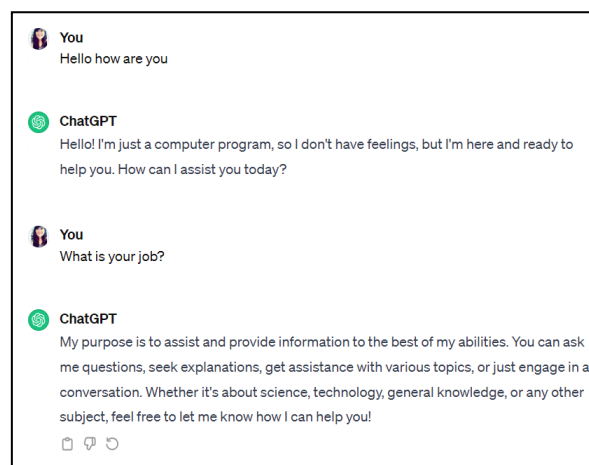 You
Hello how are you
ChatGPT
Hello! I'm just a computer program, so I don't have feelings, but I'm here and ready to
help you. How can I assist you today?
You
What is your job?
ChatGPT
My purpose is to assist and provide information to the best of my abilities. You can ask
me questions, seek explanations, get assistance with various topics, or just engage in a
conversation. Whether it's about science, technology, general knowledge, or any other
subject, feel free to let me know how I can help you!